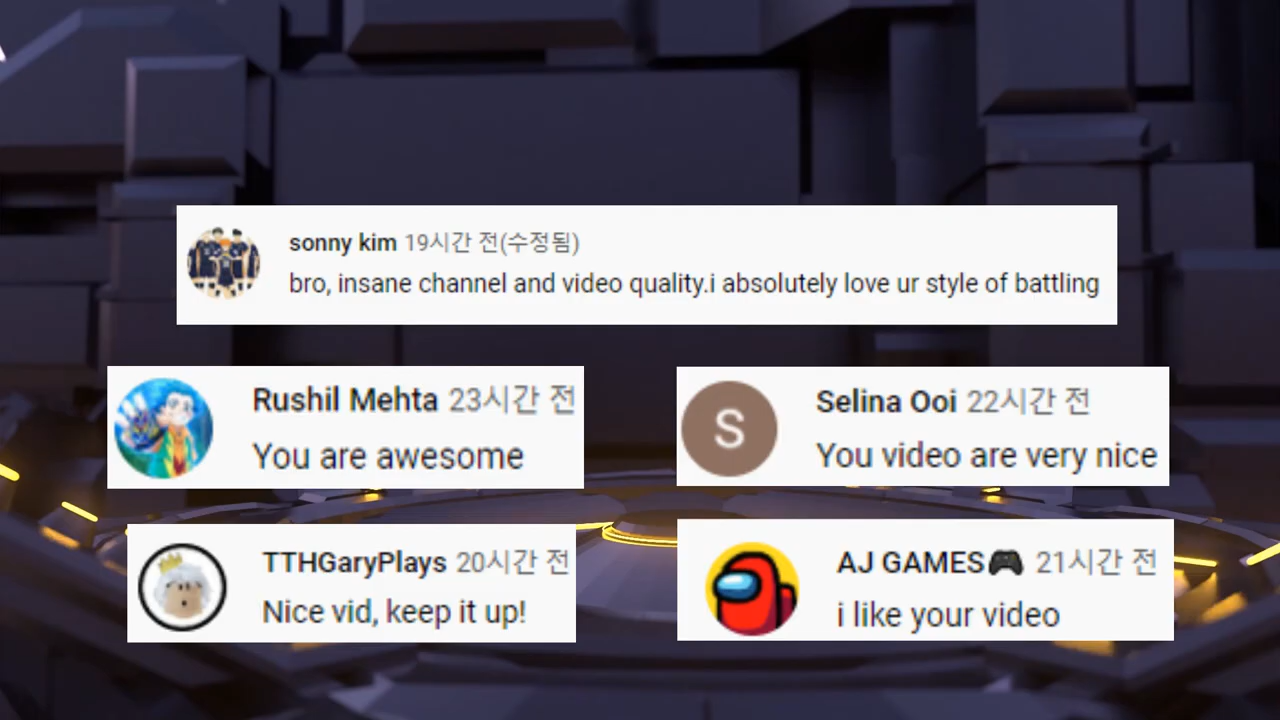 sonny kim 19시간 전(수정됨)
bro, insane channel and video quality.i absolutely love ur style of battling
Rushil Mehta 23시간 전
You are awesome
S
Selina Ooi 22시간 전
You video are very nice
TTHGaryPlays 20시간 전
Nice vid, keep it up!
AJ GAMES🎮 21시간 전
i like your video